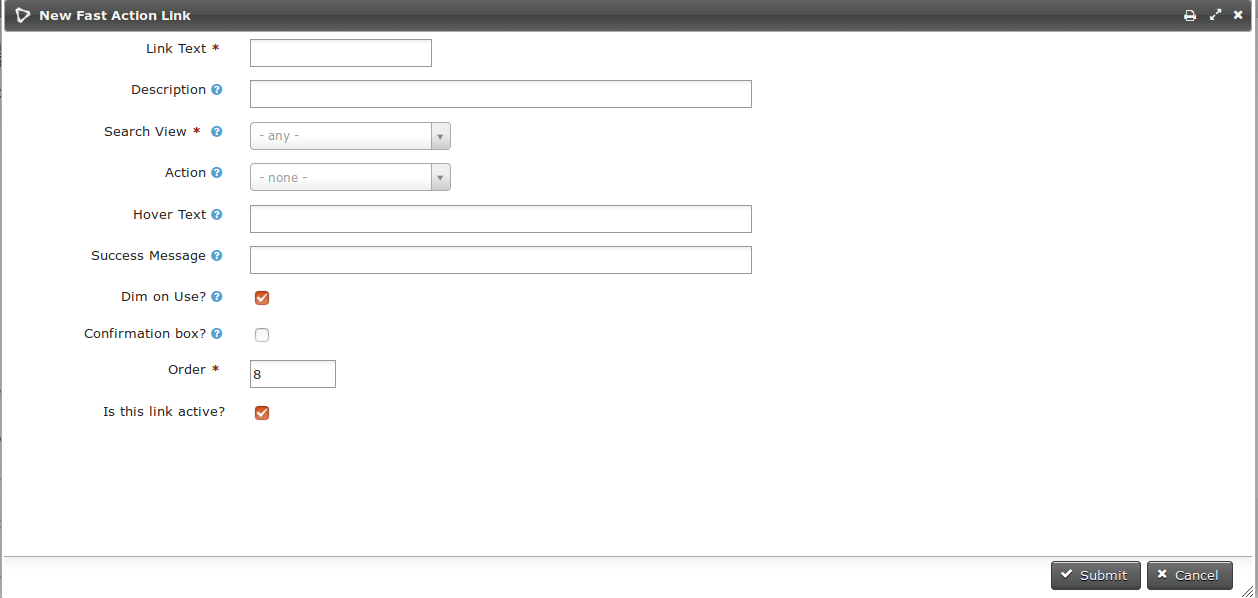 New Fast Action Link
Link Text *
Description ?
Search View * ?
- any -
Action ?
- none -
Hover Text ?
Success Message ?
Dim on Use? ?
Confirmation box? ?
Order *
8
Is this link active?
Submit
Cancel